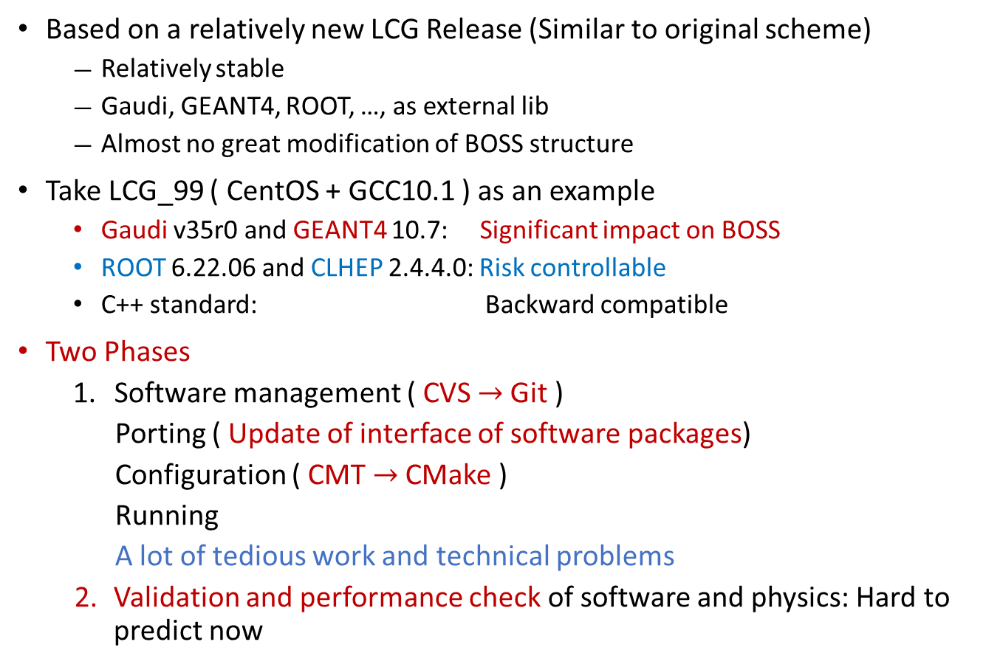 • Based on a relatively new LCG Release (Similar to original scheme)
– Relatively stable
– Gaudi, GEANT4, ROOT, …, as external lib
– Almost no great modification of BOSS structure
• Take LCG_99 ( CentOS + GCC10.1 ) as an example
• Gaudi v35r0 and GEANT4 10.7: Significant impact on BOSS
• ROOT 6.22.06 and CLHEP 2.4.4.0: Risk controllable
• C++ standard: Backward compatible
• Two Phases
1. Software management ( CVS → Git )
Porting ( Update of interface of software packages)
Configuration ( CMT → CMake )
Running
A lot of tedious work and technical problems
2. Validation and performance check of software and physics: Hard to
predict now